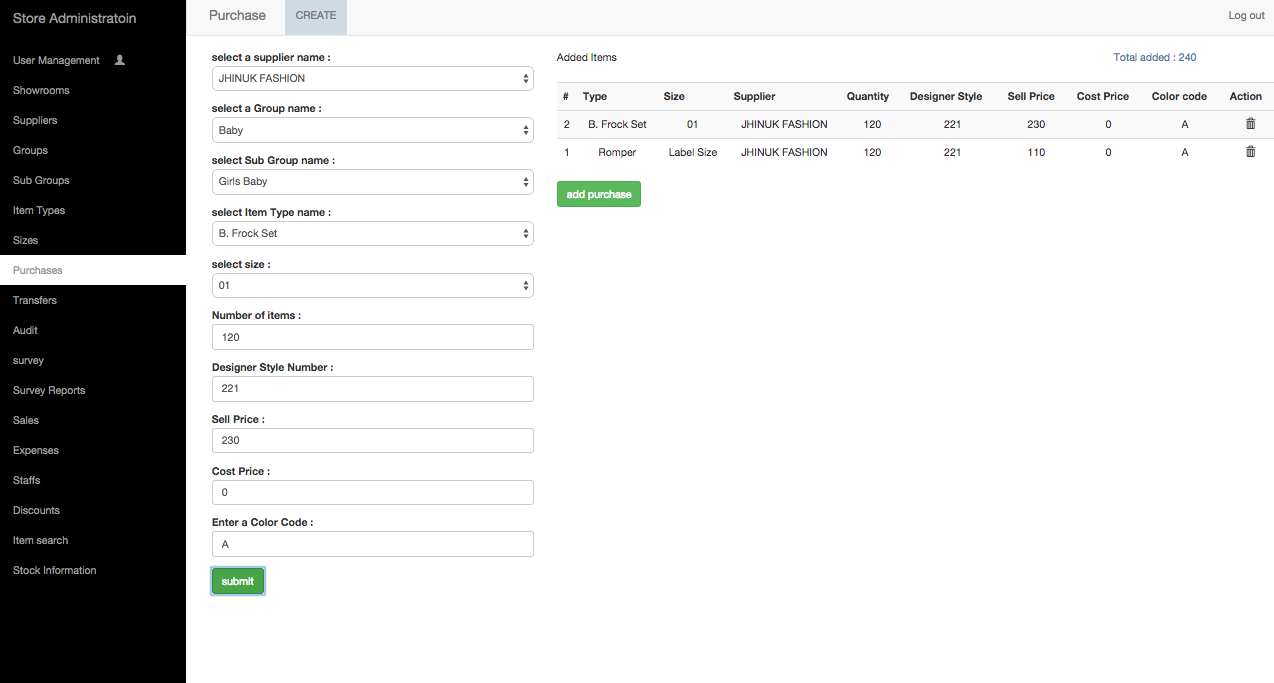 Store Administratoin
User Management
Showrooms
Suppliers
Groups
Sub Groups
Item Types
Sizes
Purchases
Transfers
Audit
survey
Survey Reports
Sales
Expenses
Staffs
Discounts
Item search
Stock Information
Purchase CREATE Log out
select a supplier name :
JHINUK FASHION
select a Group name :
Baby
select Sub Group name :
Girls Baby
select Item Type name :
B. Frock Set
select size :
01
Number of items :
120
Designer Style Number :
221
Sell Price :
230
Cost Price :
0
Enter a Color Code :
A
submit
Added Items Total added : 240
# Type Size Supplier Quantity Designer Style Sell Price Cost Price Color code Action
2 B. Frock Set 01 JHINUK FASHION 120 221 230 0 A
1 Romper Label Size JHINUK FASHION 120 221 110 0 A
add purchase